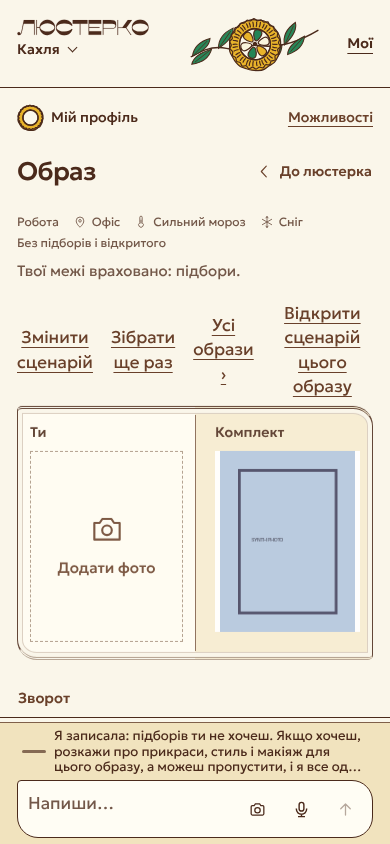 ЛЮСТЕРКО
Кахля
Мої
Мій профіль
Можливості
Образ
До люстерка
Робота Офіс Сильний мороз Сніг
Без підборів і відкритого
Твої межі враховано: підбори.
Змінити сценарій
Зібрати ще раз
Усі образи ›
Відкрити сценарій цього образу
Ти
Комплект
Додати фото
Зворот
Я записала: підборів ти не хочеш. Якщо хочеш,
розкажи про прикраси, стиль і макіяж для
цього образу, а можеш пропустити, і я все од...
Напиши...